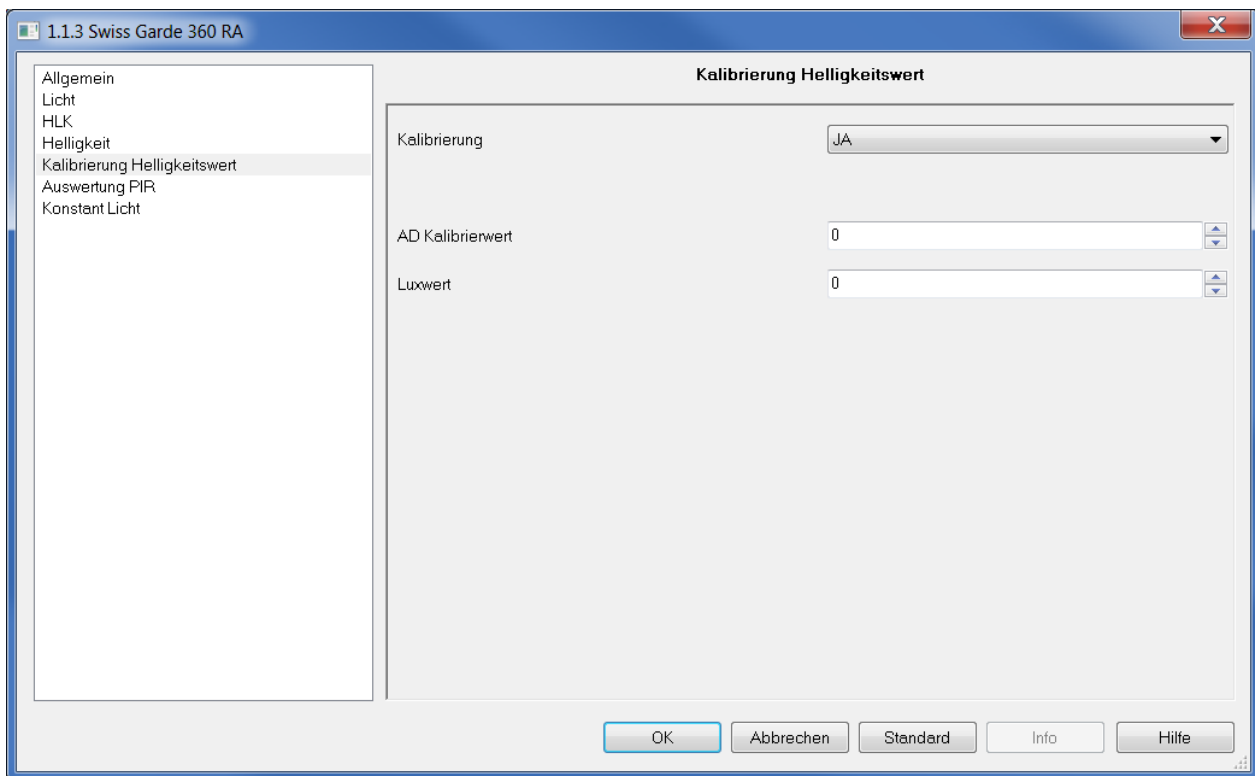 1.1.3 Swiss Garde 360 RA
Allgemein
Licht
HLK
Helligkeit
Kalibrierung Helligkeitswert
Auswertung PIR
Konstant Licht
Kalibrierung Helligkeitswert
Kalibrierung JA
AD Kalibrierwert 0
Luxwert 0
OK Abbrechen Standard Info Hilfe